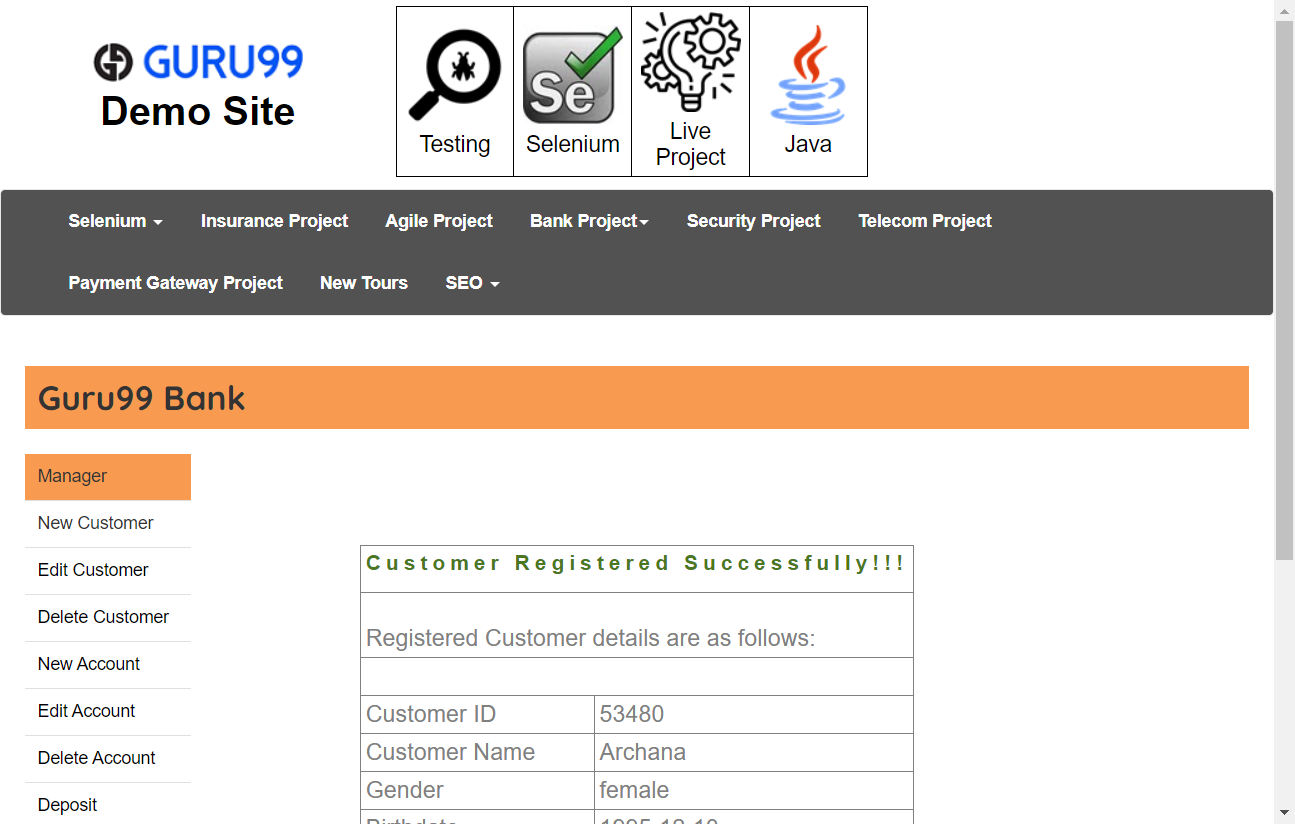 GURU99
Demo Site
Testing
Se
Selenium
Live
Project
Java
Selenium
Insurance Project
Agile Project
Bank Project
Security Project
Telecom Project
Payment Gateway Project
New Tours
SEO
Guru99 Bank
Manager
New Customer
Edit Customer
Delete Customer
New Account
Edit Account
Delete Account
Deposit
Customer Registered Successfully!!!
Registered Customer details are as follows:
Customer ID 53480
Customer Name Archana
Gender female